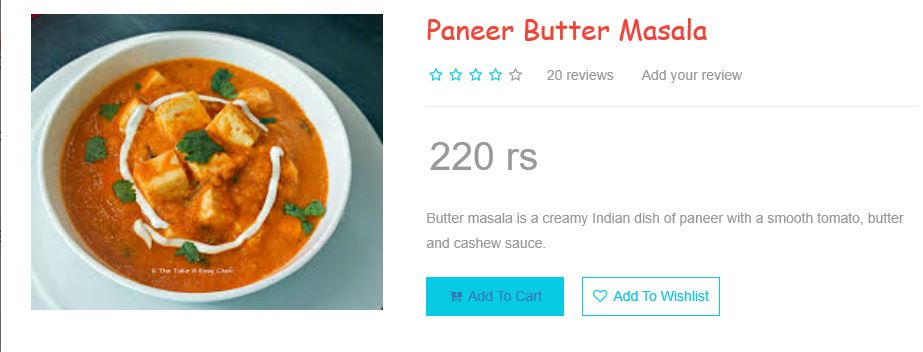 Paneer Butter Masala
20 reviews Add your review
220 rs
Butter masala is a creamy Indian dish of paneer with a smooth tomato, butter
and cashew sauce.
Add To Cart Add To Wishlist
© The Take It Easy Chef